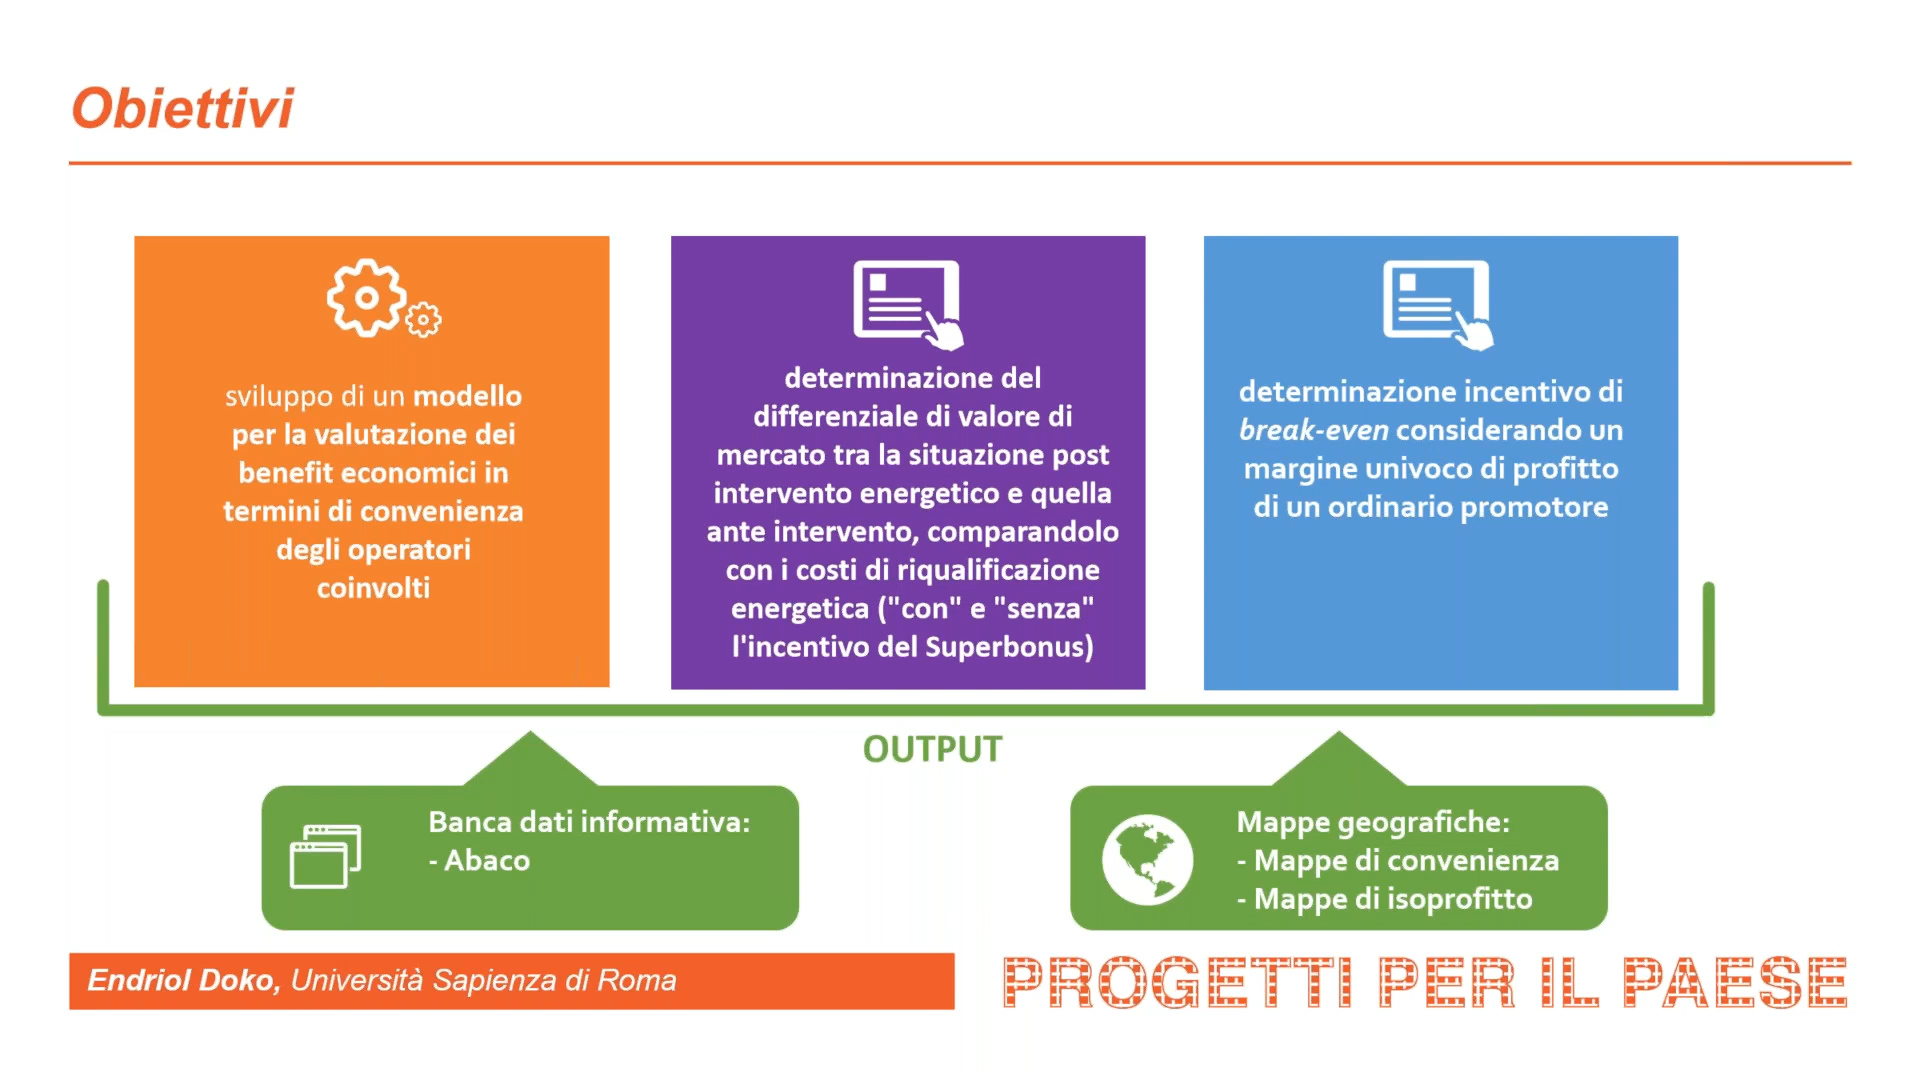 Obiettivi
sviluppo di un modello
per la valutazione dei
benefit economici in
termini di convenienza
degli operatori
coinvolti
determinazione del
differenziale di valore di
mercato tra la situazione post
intervento energetico e quella
ante intervento, comparandolo
con i costi di riqualificazione
energetica ("con" e "senza"
l'incentivo del Superbonus)
determinazione incentivo di
break-even considerando un
margine univoco di profitto
di un ordinario promotore
OUTPUT
Banca dati informativa:
- Abaco
Mappe geografiche:
- Mappe di convenienza
- Mappe di isoprofitto
Endriol Doko, Università Sapienza di Roma
PROGETTI PER IL PAESE